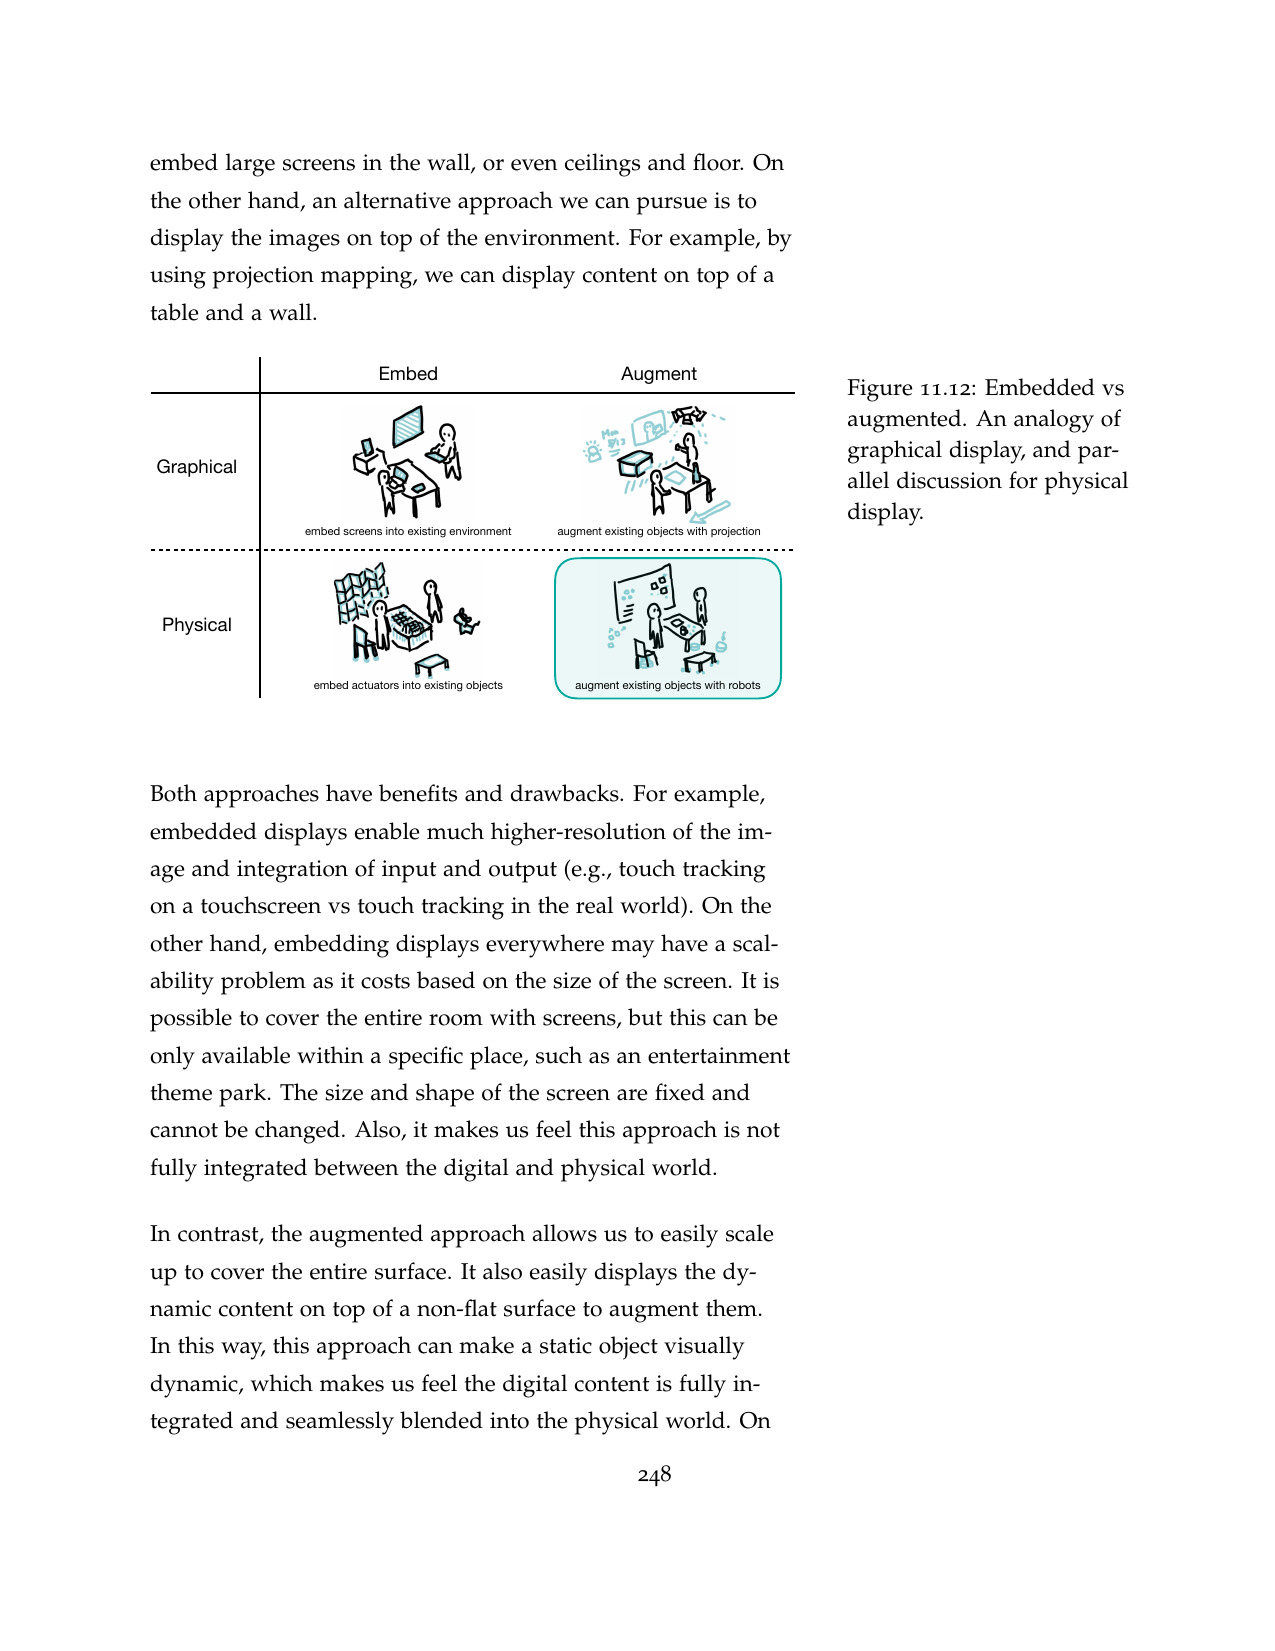 embed large screens in the wall, or even ceilings and floor. On
the other hand, an alternative approach we can pursue is to
display the images on top of the environment. For example, by
using projection mapping, we can display content on top of a
table and a wall.
Embed Augment
Graphical
embed screens into existing environment augment existing objects with projection
Physical
embed actuators into existing objects augment existing objects with robots
Figure 11.12: Embedded vs
augmented. An analogy of
graphical display, and par-
allel discussion for physical
display.
Both approaches have benefits and drawbacks. For example,
embedded displays enable much higher-resolution of the im-
age and integration of input and output (e.g., touch tracking
on a touchscreen vs touch tracking in the real world). On the
other hand, embedding displays everywhere may have a scal-
ability problem as it costs based on the size of the screen. It is
possible to cover the entire room with screens, but this can be
only available within a specific place, such as an entertainment
theme park. The size and shape of the screen are fixed and
cannot be changed. Also, it makes us feel this approach is not
fully integrated between the digital and physical world.
In contrast, the augmented approach allows us to easily scale
up to cover the entire surface. It also easily displays the dy-
namic content on top of a non-flat surface to augment them.
In this way, this approach can make a static object visually
dynamic, which makes us feel the digital content is fully in-
tegrated and seamlessly blended into the physical world. On
248